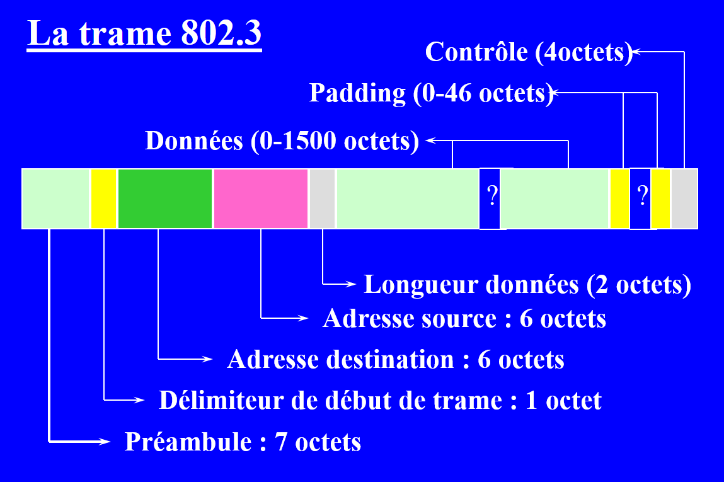 La trame 802.3
Contrôle (4octets)
Padding (0-46 octets)
Données (0-1500 octets)
? ?
Longueur données (2 octets)
Adresse source : 6 octets
Adresse destination : 6 octets
Délimiteur de début de trame : 1 octet
Préambule : 7 octets